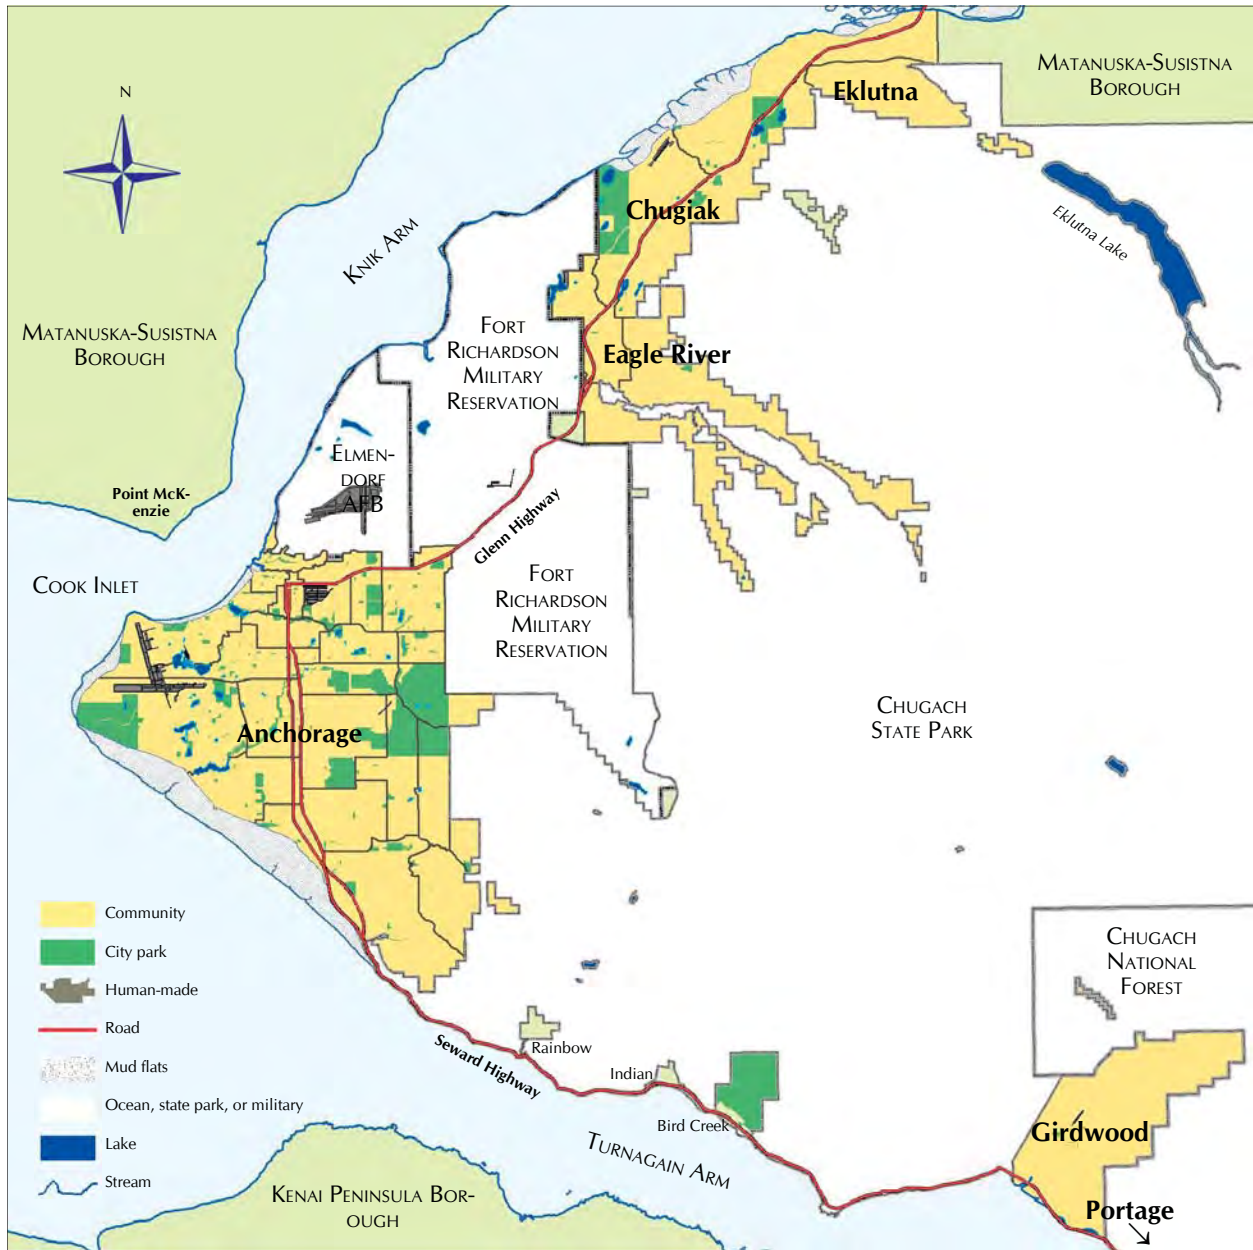 Matanuska-Susistna
Borough
Eklutna
N
Chugiak
Eklutna Lake
Knik Arm
Matanuska-Susistna
Borough
Fort
Richardson
Military
Reservation
Eagle River
Elmen-
dorf
AFB
Point McK-
enzie
Glenn Highway
Cook Inlet
Fort
Richardson
Military
Reservation
Chugach
State Park
Anchorage
Community
City park
Human-made
Road
Mud flats
Ocean, state park, or military
Lake
Stream
Chugach
National
Forest
Rainbow
Seward Highway
Indian
Bird Creek
Girdwood
Turnagain Arm
Kenai Peninsula Bor-
ough
Portage